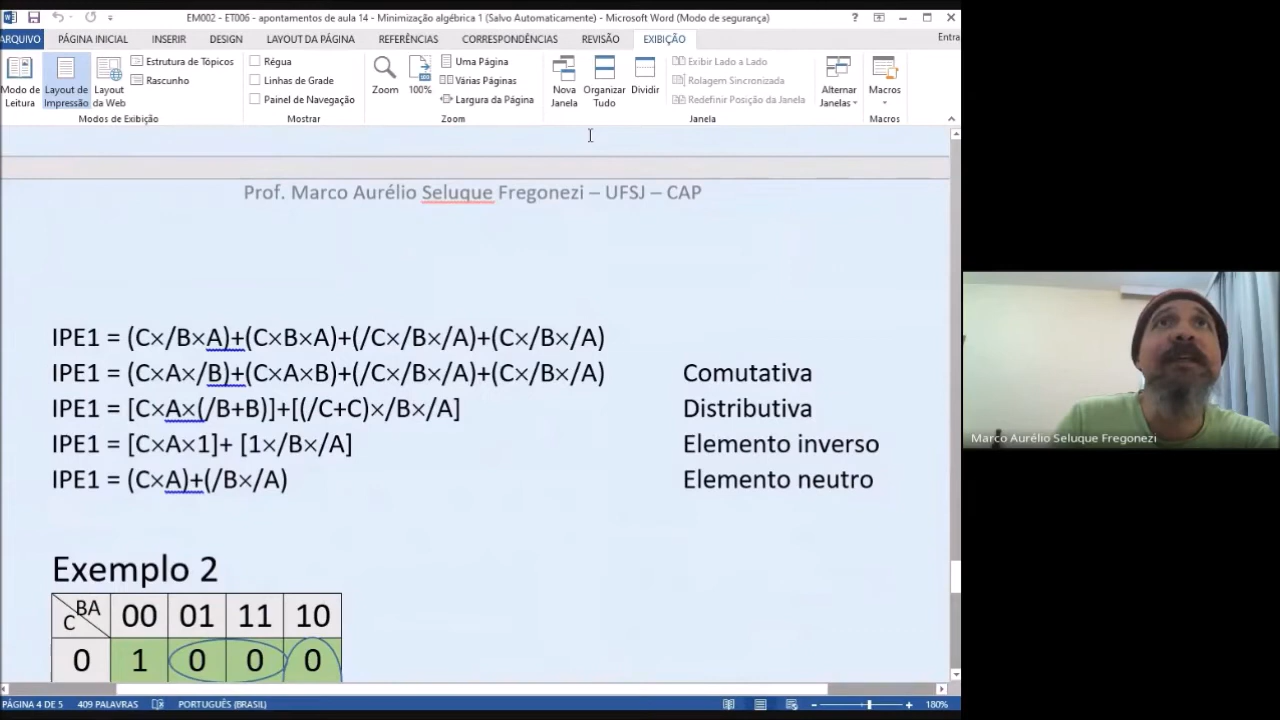 EM002 - ET006 - apontamentos de aula 14 - Minimização algébrica 1 (Salvo Automaticamente) - Microsoft Word (Modo de segurança)
ARQUIVO PÁGINA INICIAL INSERIR DESIGN LAYOUT DA PÁGINA REFERÊNCIAS CORRESPONDÊNCIAS REVISÃO EXIBIÇÃO Entra
Modo de Leitura
Layout de Impressão
Layout da Web
Estrutura de Tópicos
Rascunho
Modos de Exibição
Régua
Linhas de Grade
Painel de Navegação
Mostrar
Zoom
100%
Uma Página
Várias Páginas
Largura da Página
Zoom
Nova Janela
Organizar Tudo
Dividir
Exibir Lado a Lado
Rolagem Sincronizada
Redefinir Posição da Janela
Janela
Alternar Janelas
Macros
Macros
Prof. Marco Aurélio Seluque Fregonezi – UFSJ – CAP
IPE1 = (C×/B×A)+(C×B×A)+(/C×/B×/A)+(C×/B×/A)
IPE1 = (C×A×/B)+(C×A×B)+(/C×/B×/A)+(C×/B×/A) Comutativa
IPE1 = [C×A×(/B+B)]+[(/C+C)×/B×/A] Distributiva
IPE1 = [C×A×1]+ [1×/B×/A] Elemento inverso
IPE1 = (C×A)+(/B×/A) Elemento neutro
Marco Aurélio Seluque Fregonezi
Exemplo 2
BA C 00 01 11 10
0 1 0 0 0
PÁGINA 4 DE 5 409 PALAVRAS PORTUGUÊS (BRASIL) 180%